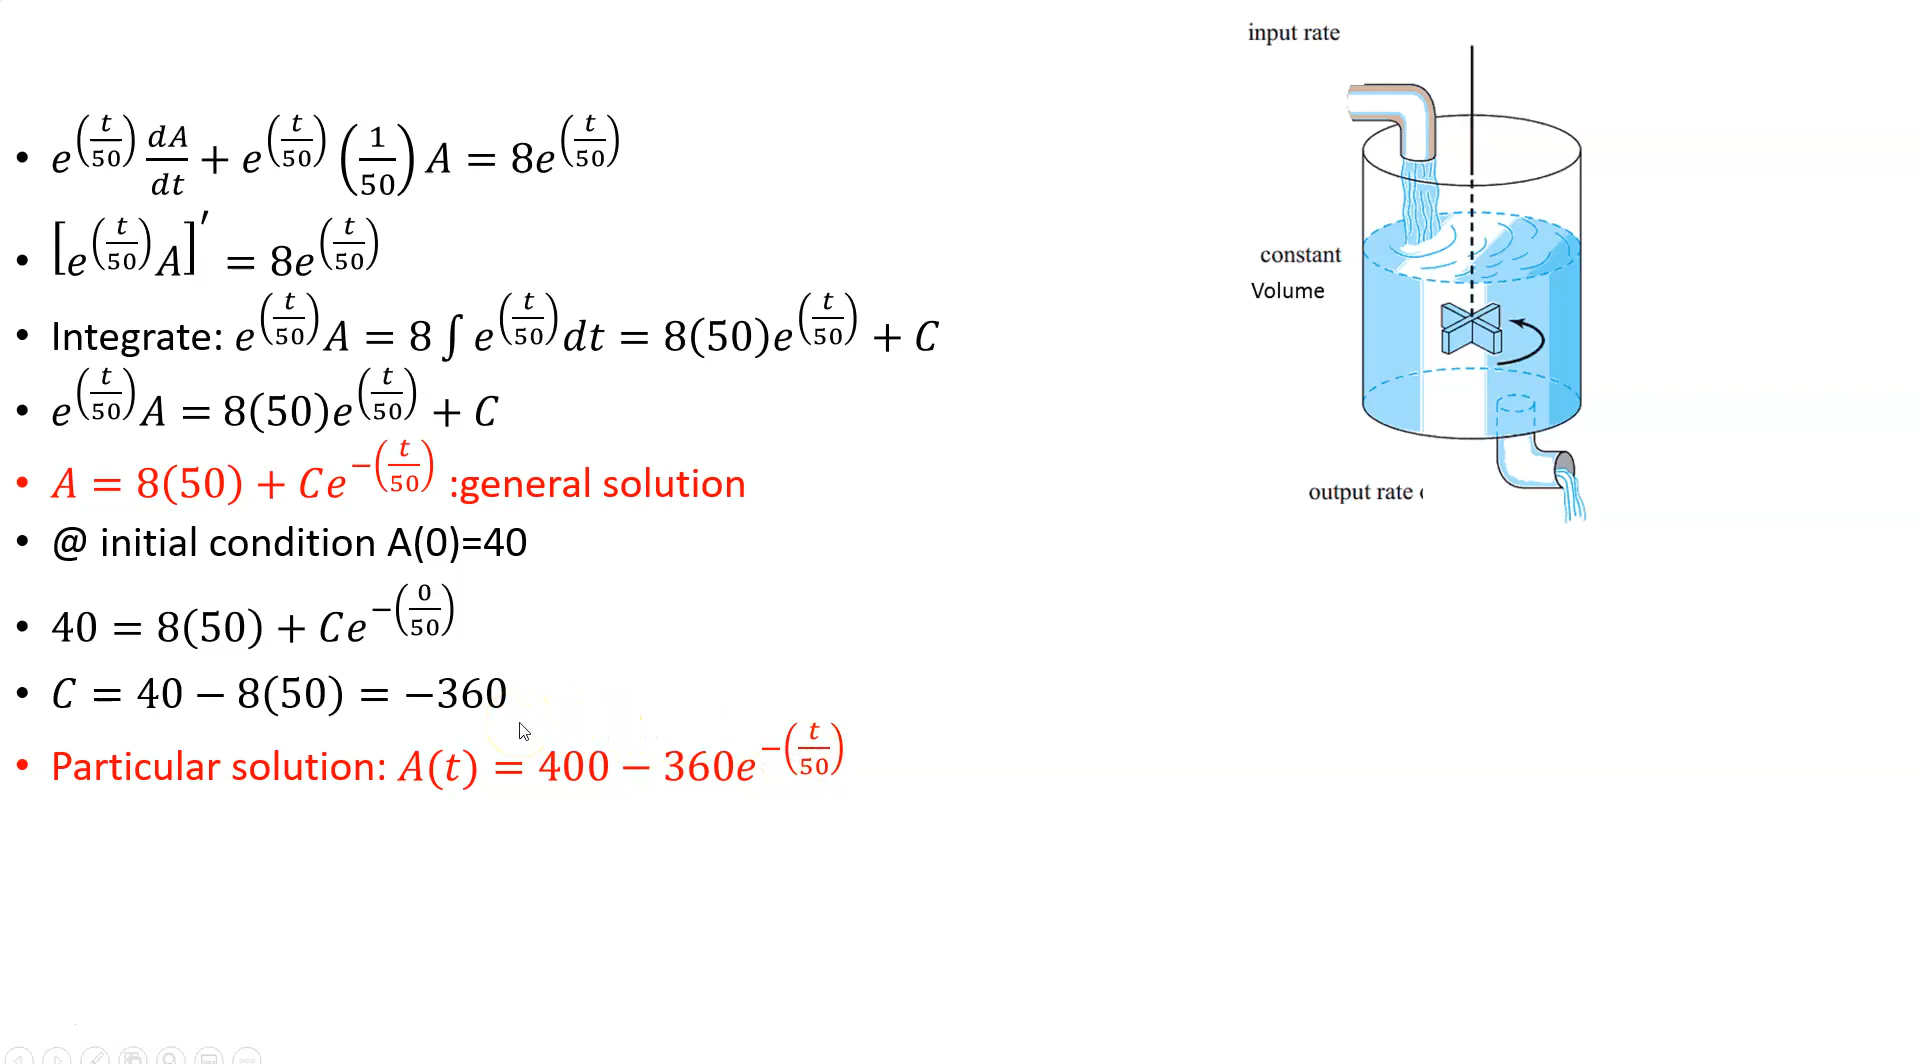 • e^(t/50) dA/dt + e^(t/50) (1/50) A = 8e^(t/50)
• [e^(t/50) A]′ = 8e^(t/50)
• Integrate: e^(t/50) A = 8 ∫ e^(t/50) dt = 8(50)e^(t/50) + C
• e^(t/50) A = 8(50)e^(t/50) + C
• A = 8(50) + Ce^−(t/50) :general solution
• @ initial condition A(0)=40
• 40 = 8(50) + Ce^−(0/50)
• C = 40 − 8(50) = −360
• Particular solution: A(t) = 400 − 360e^−(t/50)
input rate
constant
Volume
output rate